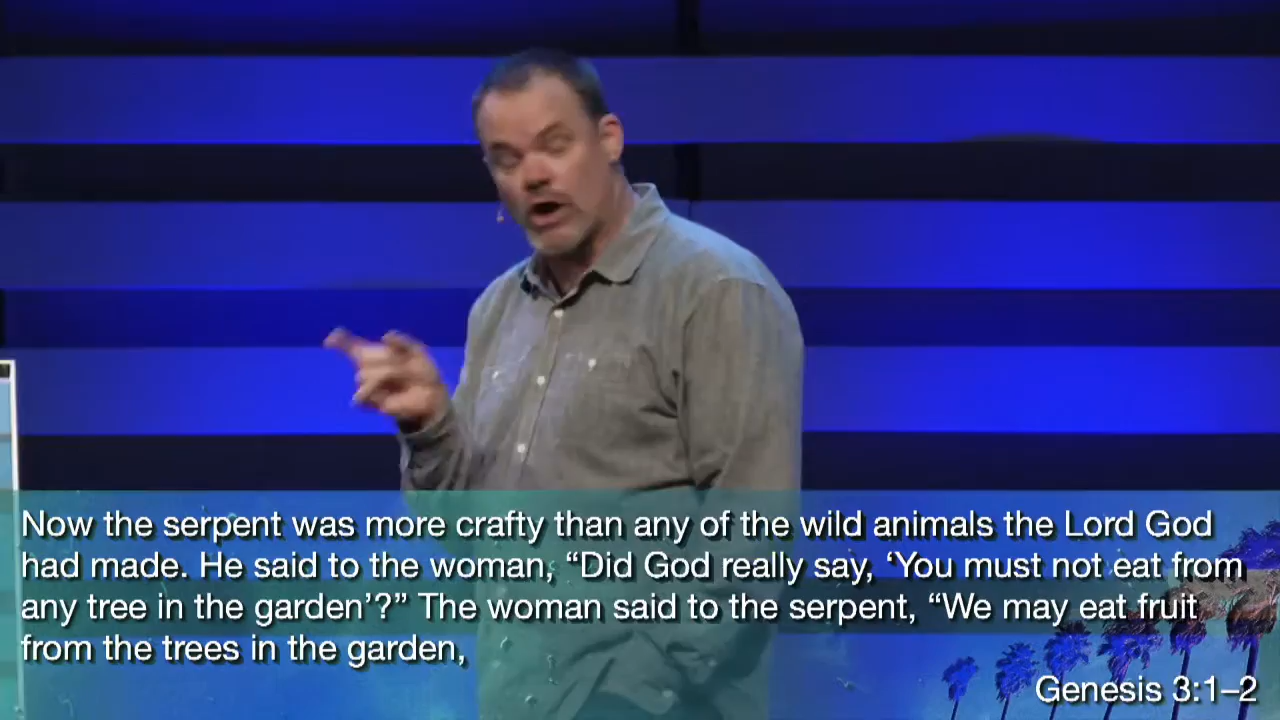 Now the serpent was more crafty than any of the wild animals the Lord God
had made. He said to the woman, “Did God really say, ‘You must not eat from
any tree in the garden’?” The woman said to the serpent, “We may eat fruit
from the trees in the garden,
Genesis 3:1–2